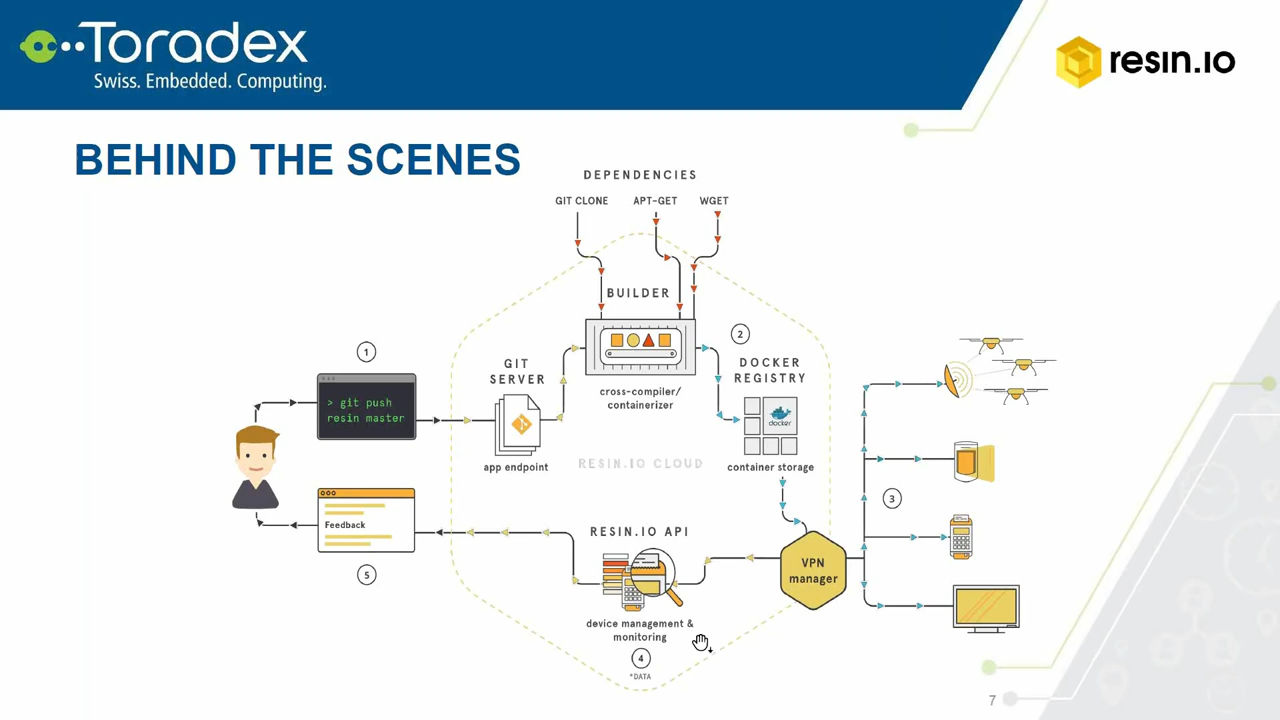 Toradex
Swiss. Embedded. Computing.
resin.io
BEHIND THE SCENES
DEPENDENCIES
GIT CLONE
APT-GET
WGET
BUILDER
cross-compiler/
containerizer
1
> git push
resin master
GIT
SERVER
app endpoint
2
DOCKER
REGISTRY
docker
container storage
RESIN.IO CLOUD
3
Feedback
5
RESIN.IO API
device management &
monitoring
4
*DATA
VPN
manager
7